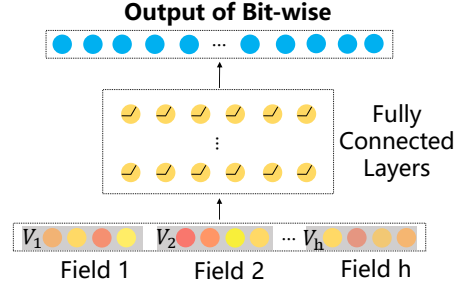 Output of Bit-wise
...
Fully
Connected
Layers
⋮
V₁ V₂ ... Vₕ
Field 1 Field 2 Field h